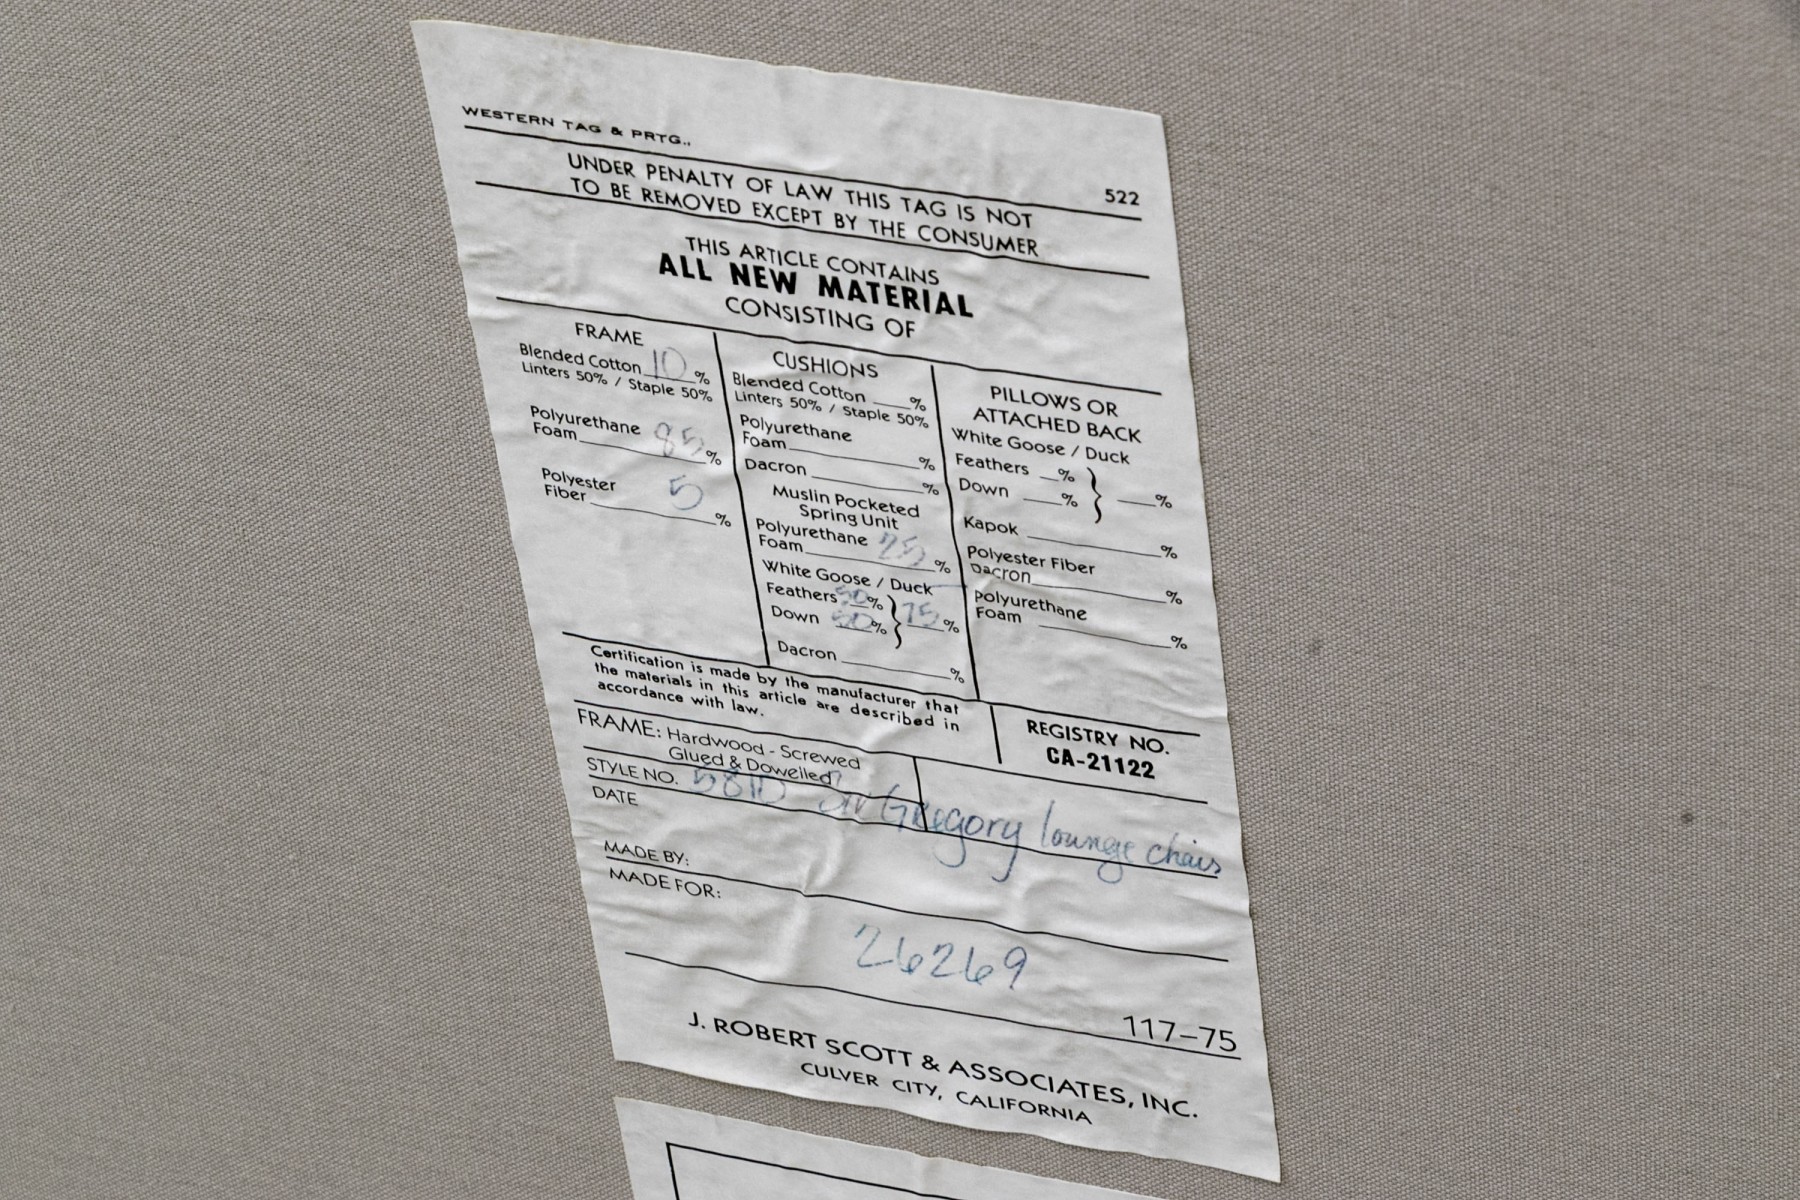 WESTERN TAG & PRTG.,
522
UNDER PENALTY OF LAW THIS TAG IS NOT
TO BE REMOVED EXCEPT BY THE CONSUMER
THIS ARTICLE CONTAINS
ALL NEW MATERIAL
CONSISTING OF
FRAME
Blended Cotton 10 %
Linters 50% / Staple 50%
Polyurethane
Foam 85 %
Polyester
Fiber 5 %
CUSHIONS
Blended Cotton %
Linters 50% / Staple 50%
Polyurethane
Foam %
Dacron %
Muslin Pocketed
Spring Unit
Polyurethane
Foam 25 %
White Goose / Duck
Feathers 50 %
Down 50 % } 75 %
Dacron %
PILLOWS OR
ATTACHED BACK
White Goose / Duck
Feathers %
Down % } %
Kapok %
Polyester Fiber
Dacron %
Polyurethane
Foam %
Certification is made by the manufacturer that
the materials in this article are described in
accordance with law.
REGISTRY NO.
CA-21122
FRAME: Hardwood - Screwed
Glued & Dowelled
STYLE NO. Gregory lounge chair
DATE
MADE BY:
MADE FOR:
26269
117-75
J. ROBERT SCOTT & ASSOCIATES, INC.
CULVER CITY, CALIFORNIA